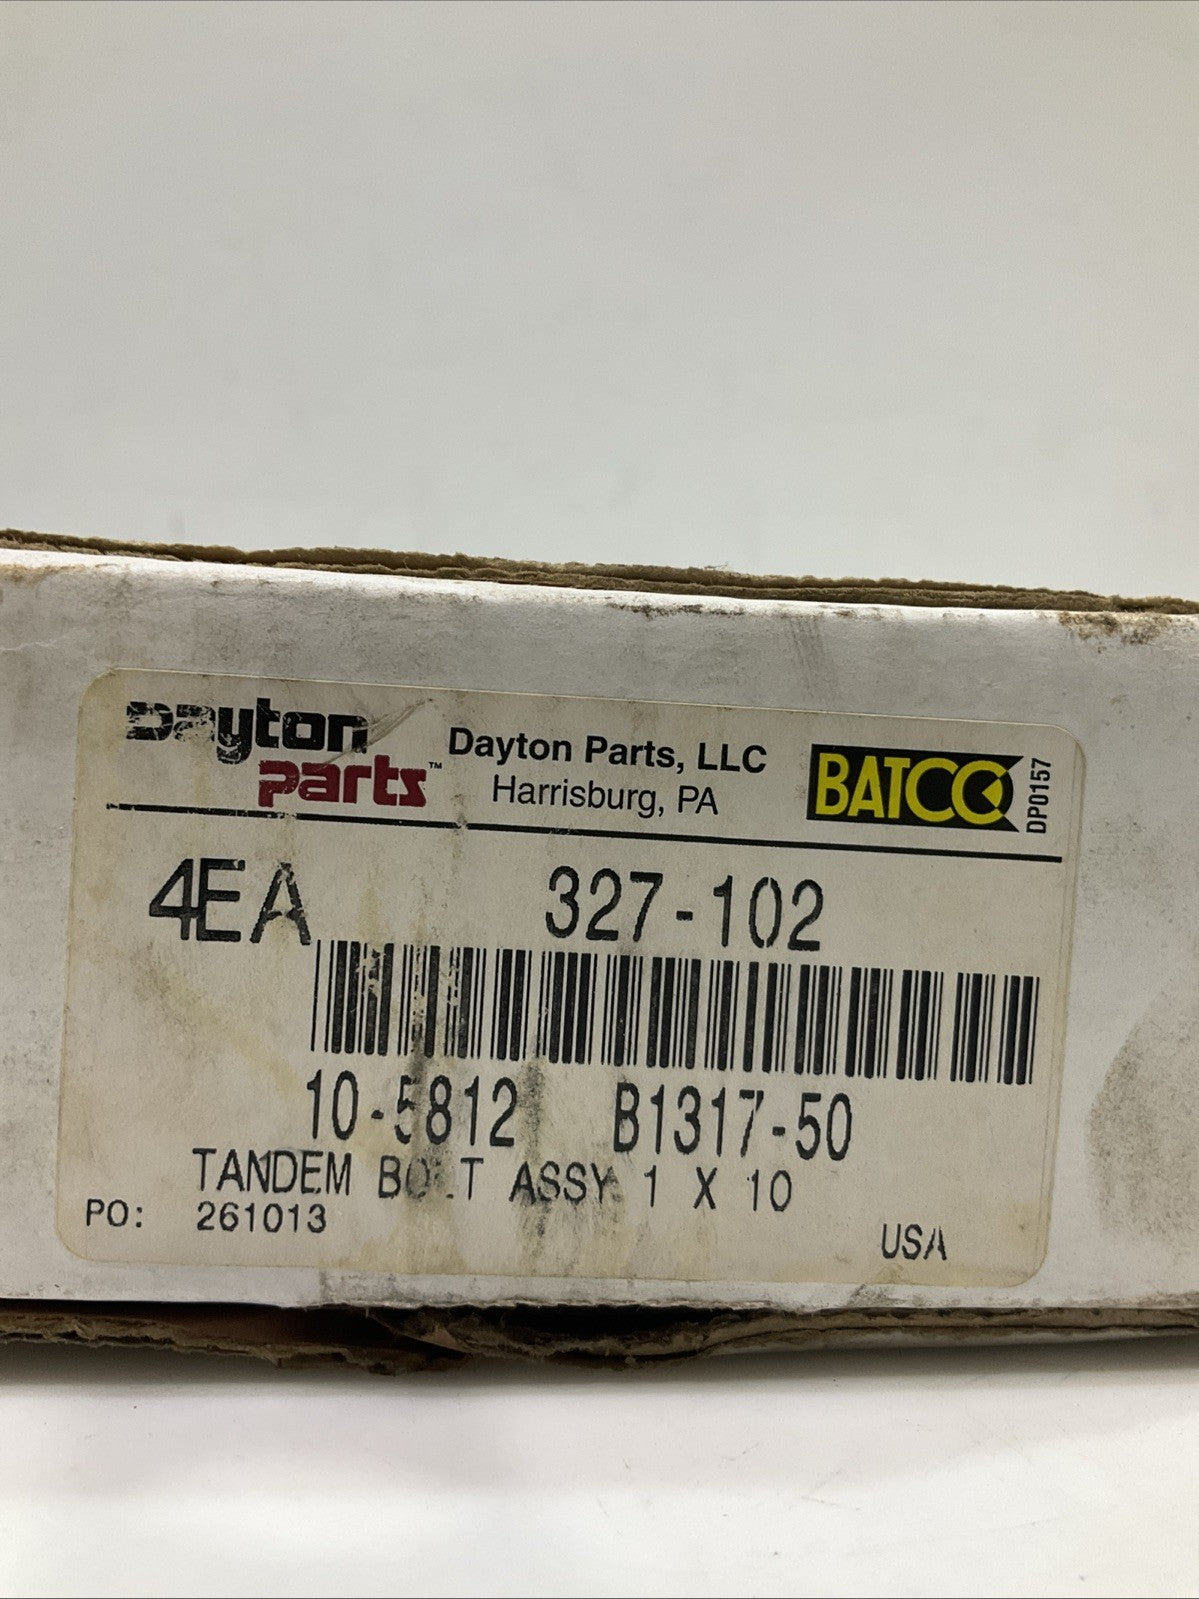 Dayton
Parts™
Dayton Parts, LLC
Harrisburg, PA
BATCO
DP0157
4EA 327-102
10-5812 B1317-50
TANDEM BOLT ASSY 1 X 10
PO: 261013
USA